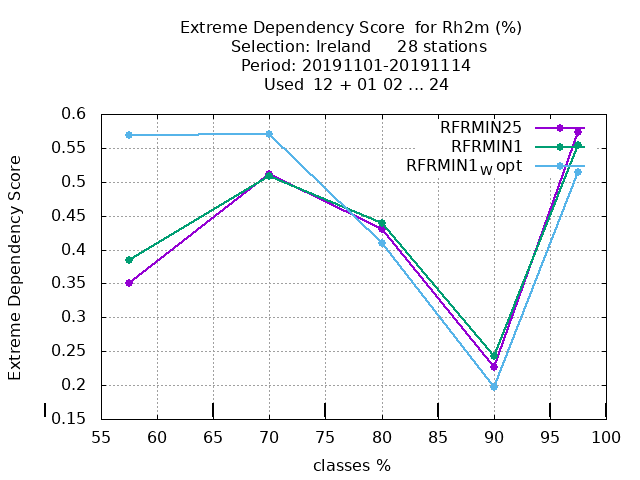 Extreme Dependency Score  for Rh2m (%)
Selection: Ireland     28 stations
Period: 20191101-20191114
Used  12 + 01 02 ... 24
RFRMIN25
RFRMIN1
RFRMIN1W opt
Extreme Dependency Score
0.6
0.55
0.5
0.45
0.4
0.35
0.3
0.25
0.2
0.15
55 60 65 70 75 80 85 90 95 100
classes %